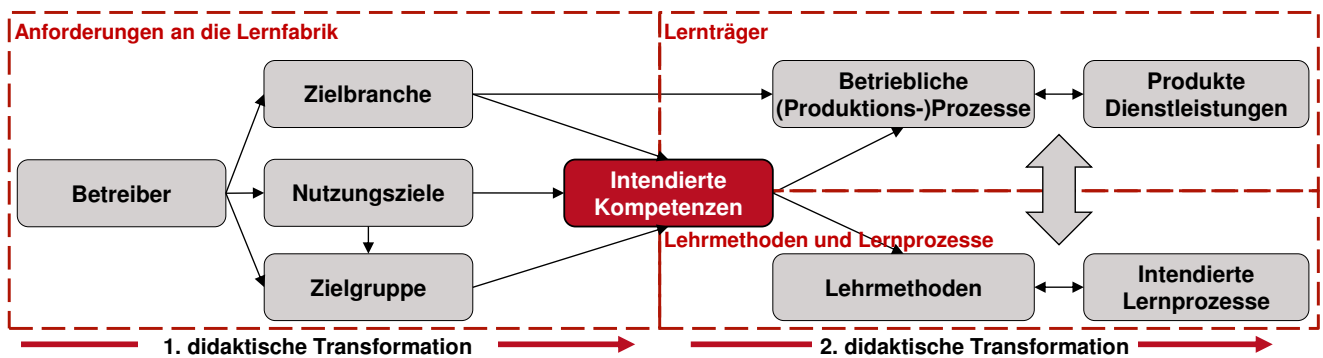 Anforderungen an die Lernfabrik
Betreiber
Zielbranche
Nutzungsziele
Zielgruppe
Intendierte
Kompetenzen
Lernträger
Betriebliche
(Produktions-)Prozesse
Produkte
Dienstleistungen
Lehrmethoden und Lernprozesse
Lehrmethoden
Intendierte
Lernprozesse
1. didaktische Transformation
2. didaktische Transformation